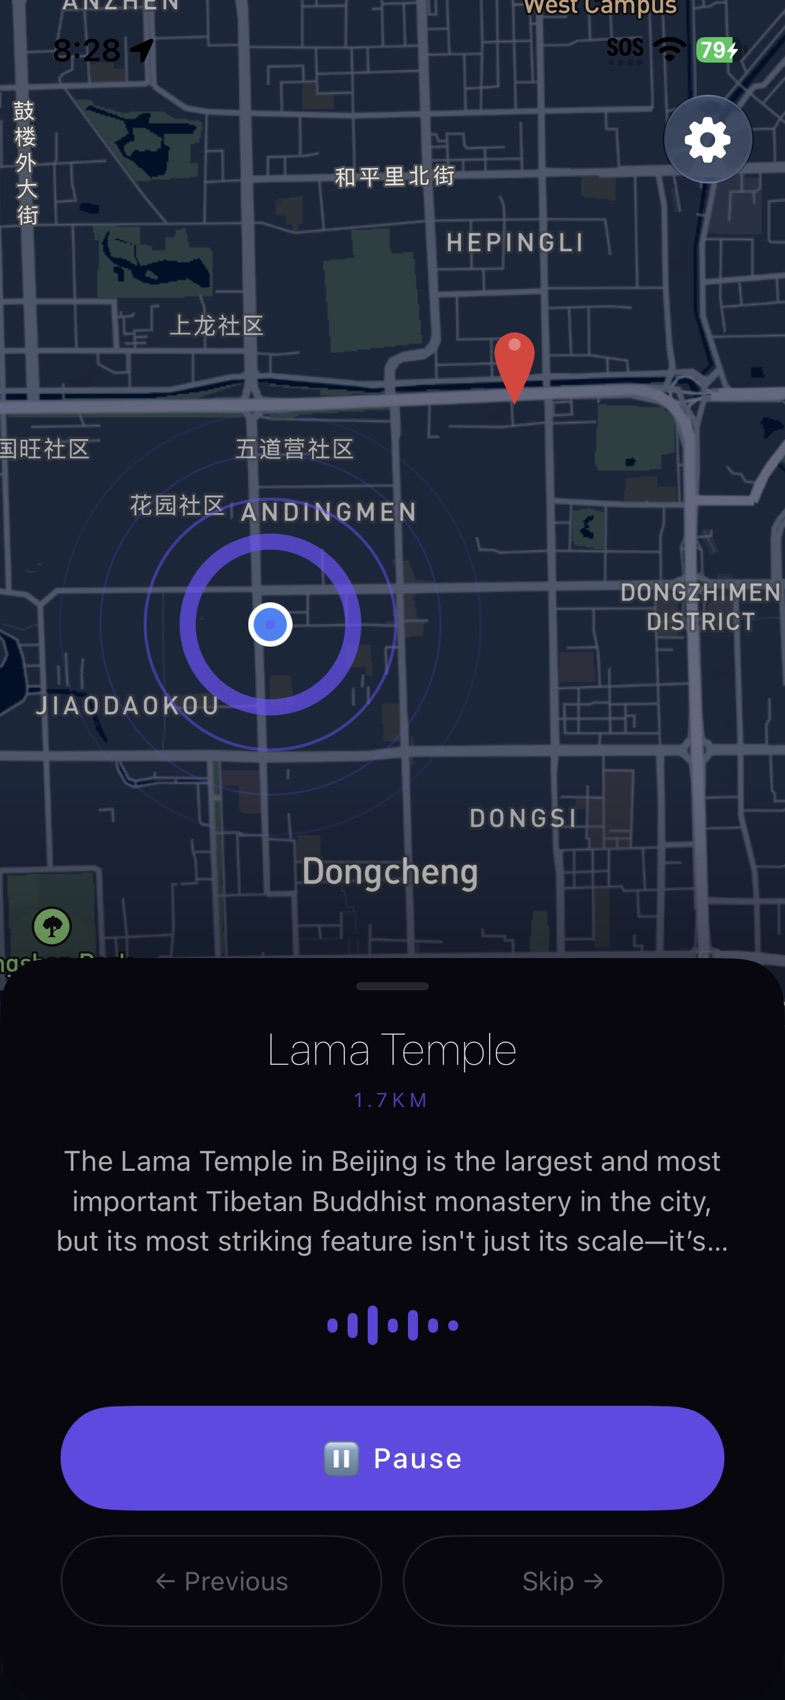 ANZHEN
West Campus
8:28
SOS
79
鼓楼外大街
和平里北街
HEPINGLI
上龙社区
国旺社区
五道营社区
花园社区
ANDINGMEN
DONGZHIMEN
DISTRICT
JIAODAOKOU
DONGSI
Dongcheng
Lama Temple
1.7KM
The Lama Temple in Beijing is the largest and most
important Tibetan Buddhist monastery in the city,
but its most striking feature isn't just its scale—it’s...
Pause
← Previous
Skip →